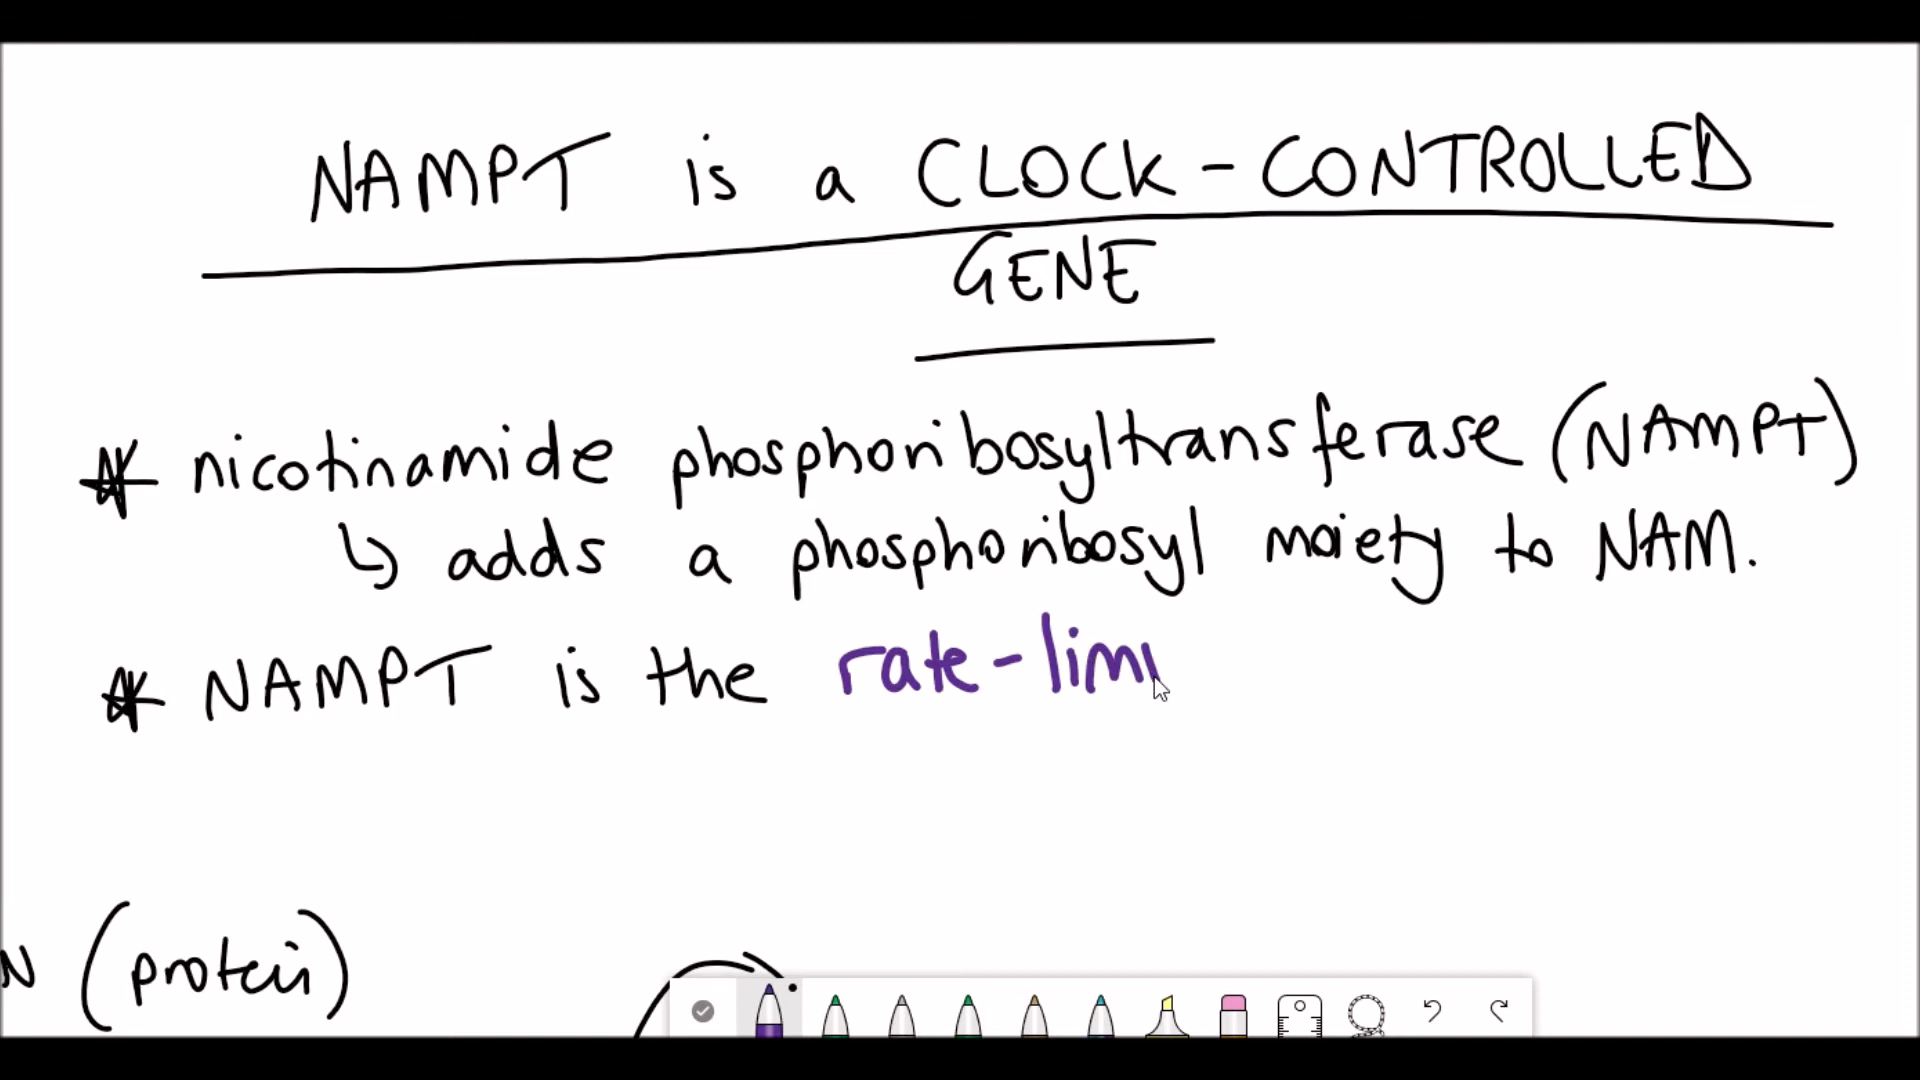 NAMPT is a CLOCK-CONTROLLED
GENE
* nicotinamide phosphoribosyltransferase (NAMPT)
↳ adds a phosphoribosyl moiety to NAM.
* NAMPT is the rate-limi
N (protein)